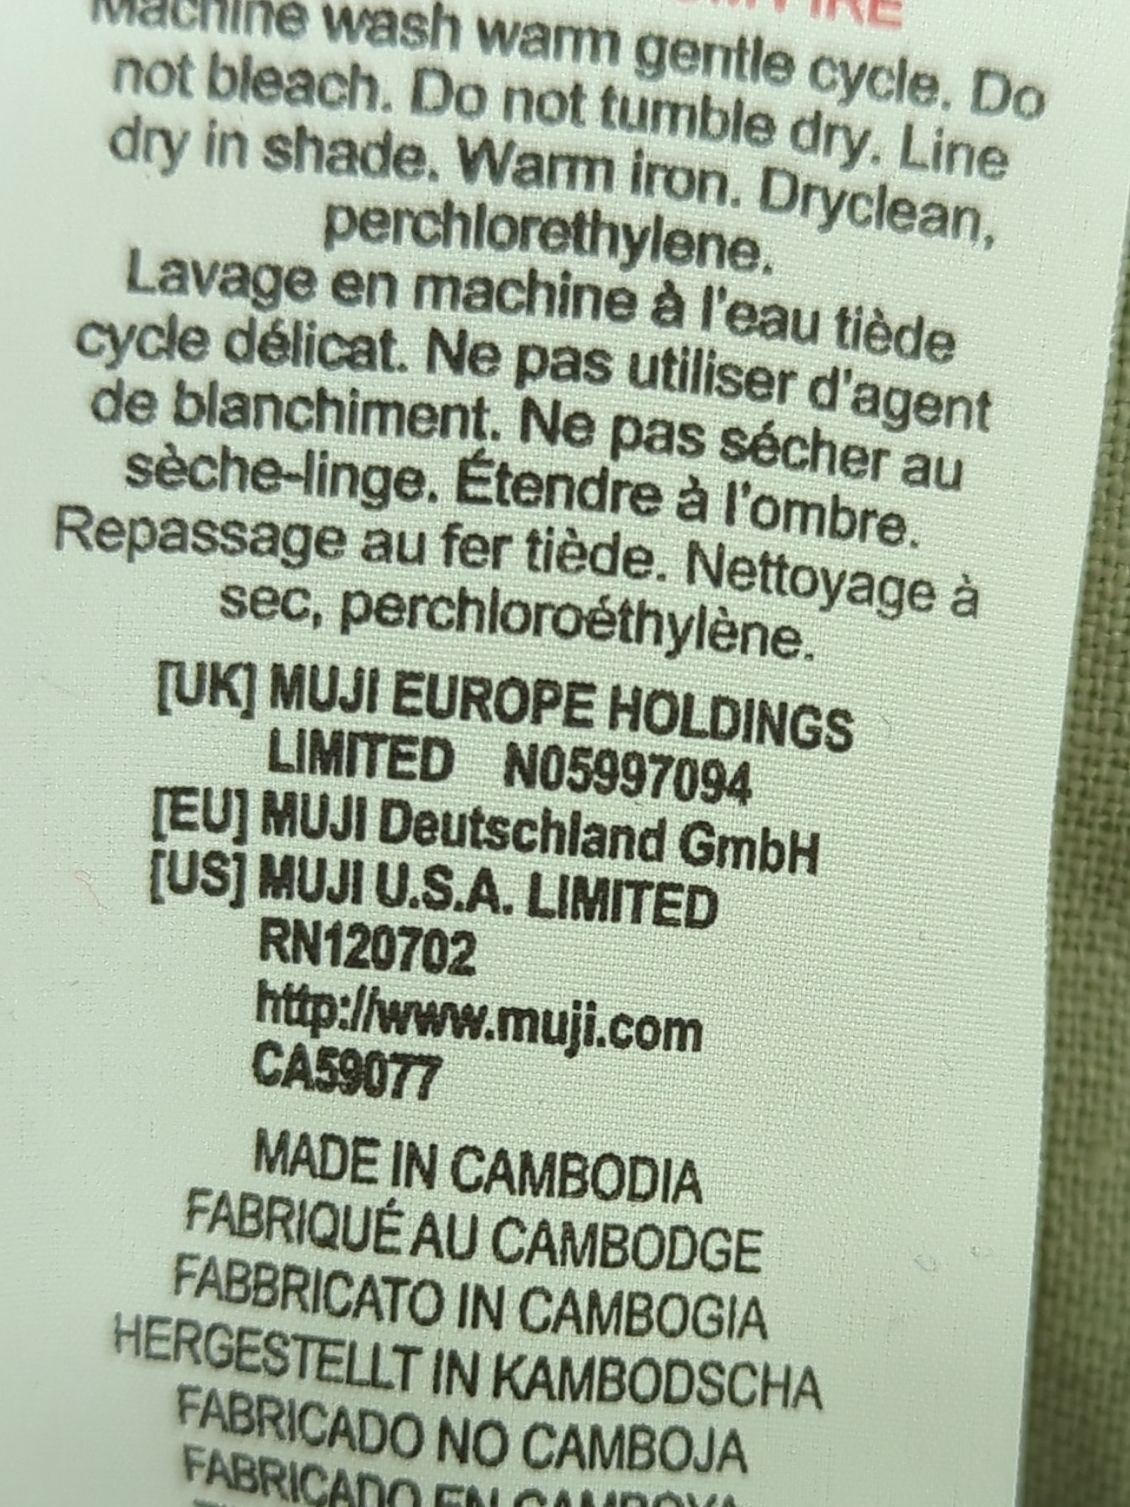 FIRE
Machine wash warm gentle cycle. Do
not bleach. Do not tumble dry. Line
dry in shade. Warm iron. Dryclean,
perchlorethylene.
Lavage en machine à l'eau tiède
cycle délicat. Ne pas utiliser d'agent
de blanchiment. Ne pas sécher au
sèche-linge. Étendre à l'ombre.
Repassage au fer tiède. Nettoyage à
sec, perchloroéthylène.
[UK] MUJI EUROPE HOLDINGS
LIMITED N05997094
[EU] MUJI Deutschland GmbH
[US] MUJI U.S.A. LIMITED
RN120702
http://www.muji.com
CA59077
MADE IN CAMBODIA
FABRIQUÉ AU CAMBODGE
FABBRICATO IN CAMBOGIA
HERGESTELLT IN KAMBODSCHA
FABRICADO NO CAMBOJA
FABRICADO EN CAMBOYA